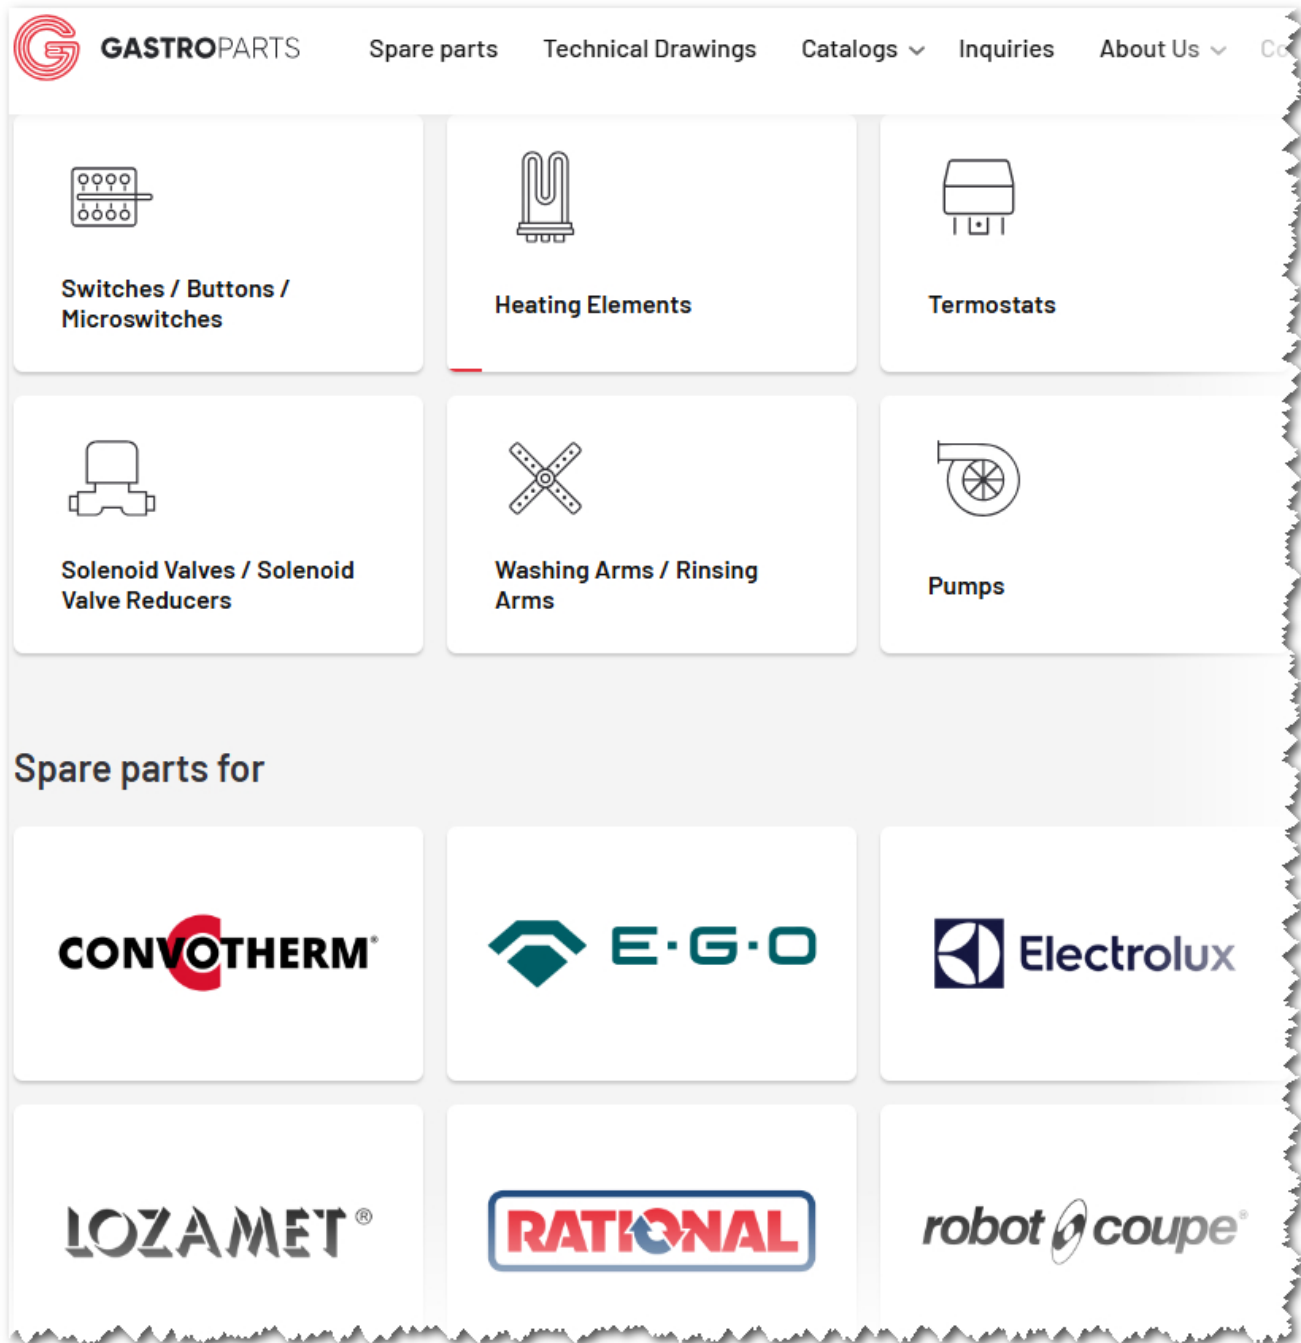 GASTROPARTS Spare parts Technical Drawings Catalogs Inquiries About Us
Switches / Buttons /
Microswitches
Heating Elements
Termostats
Solenoid Valves / Solenoid
Valve Reducers
Washing Arms / Rinsing
Arms
Pumps
Spare parts for
CONVOTHERM®
E·G·O
Electrolux
LOZAMET®
RATIONAL
robot coupe®